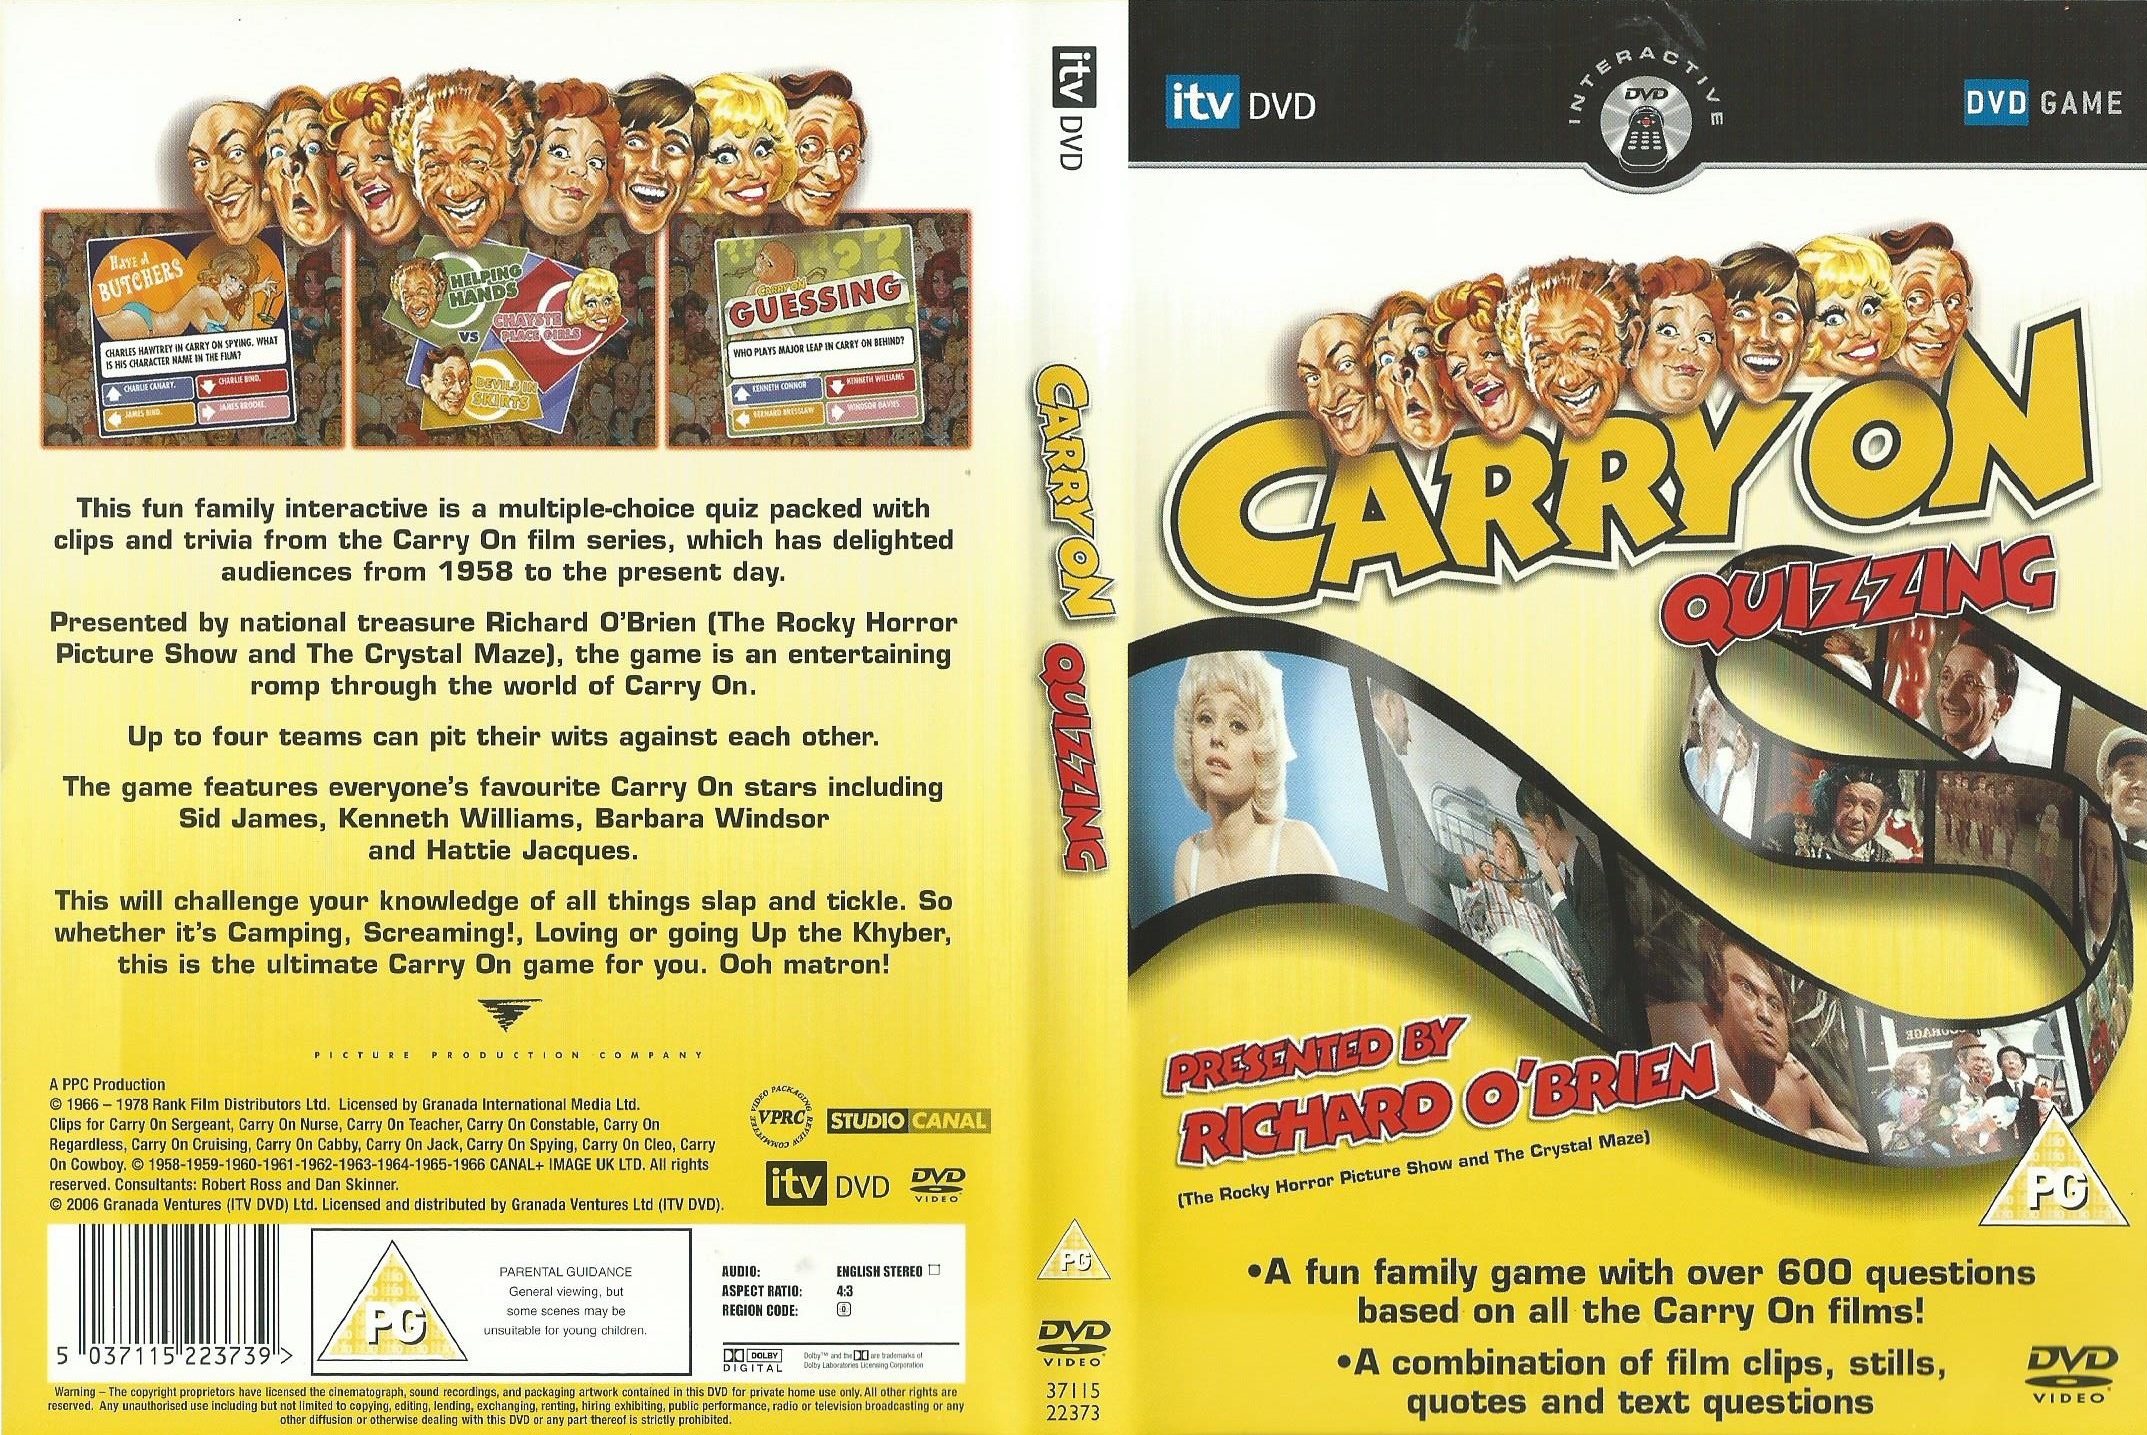 HAVE A
BUTCHERS
CHARLES HAWTREY IN CARRY ON SPYING. WHAT
IS HIS CHARACTER NAME IN THE FILM?
CHARLIE CANARY.
CHARLIE BIND.
JAMES BIND.
JAMES BROOKE.
HELPING
HANDS
VS
CHAYSTE
PLACE GIRLS
DEVILS IN
SKIRTS
CARRY ON
GUESSING
WHO PLAYS MAJOR LEAP IN CARRY ON BEHIND?
KENNETH CONNOR
KENNETH WILLIAMS
BERNARD BRESSLAW
WINDSOR DAVIES
This fun family interactive is a multiple-choice quiz packed with
clips and trivia from the Carry On film series, which has delighted
audiences from 1958 to the present day.
Presented by national treasure Richard O'Brien (The Rocky Horror
Picture Show and The Crystal Maze), the game is an entertaining
romp through the world of Carry On.
Up to four teams can pit their wits against each other.
The game features everyone's favourite Carry On stars including
Sid James, Kenneth Williams, Barbara Windsor
and Hattie Jacques.
This will challenge your knowledge of all things slap and tickle. So
whether it's Camping, Screaming!, Loving or going Up the Khyber,
this is the ultimate Carry On game for you. Ooh matron!
PICTURE PRODUCTION COMPANY
A PPC Production
© 1966 – 1978 Rank Film Distributors Ltd. Licensed by Granada International Media Ltd.
Clips for Carry On Sergeant, Carry On Nurse, Carry On Teacher, Carry On Constable, Carry On
Regardless, Carry On Cruising, Carry On Cabby, Carry On Jack, Carry On Spying, Carry On Cleo, Carry
On Cowboy. © 1958-1959-1960-1961-1962-1963-1964-1965-1966 CANAL+ IMAGE UK LTD. All rights
reserved. Consultants: Robert Ross and Dan Skinner.
© 2006 Granada Ventures (ITV DVD) Ltd. Licensed and distributed by Granada Ventures Ltd (ITV DVD).
VIDEO PACKAGING REVIEW COMMITTEE
VPRC
STUDIO CANAL
itv DVD
DVD
VIDEO
5 037115 223739 >
PG
PARENTAL GUIDANCE
General viewing, but
some scenes may be
unsuitable for young children.
AUDIO: ENGLISH STEREO
ASPECT RATIO: 4:3
REGION CODE: 0
DOLBY
DIGITAL
Dolby™ and the DD are trademarks of
Dolby Laboratories Licensing Corporation
Warning – The copyright proprietors have licensed the cinematograph, sound recordings, and packaging artwork contained in this DVD for private home use only. All other rights are
reserved. Any unauthorised use including but not limited to copying, editing, lending, exchanging, renting, hiring exhibiting, public performance, radio or television broadcasting or any
other diffusion or otherwise dealing with this DVD or any part thereof is strictly prohibited.
itv DVD
CARRY ON QUIZZING
PG
DVD
VIDEO
37115
22373
itv DVD
INTERACTIVE
DVD
DVD GAME
CARRY ON
QUIZZING
PRESENTED BY
RICHARD O'BRIEN
(The Rocky Horror Picture Show and The Crystal Maze)
PG
•A fun family game with over 600 questions
based on all the Carry On films!
•A combination of film clips, stills,
quotes and text questions
DVD
VIDEO